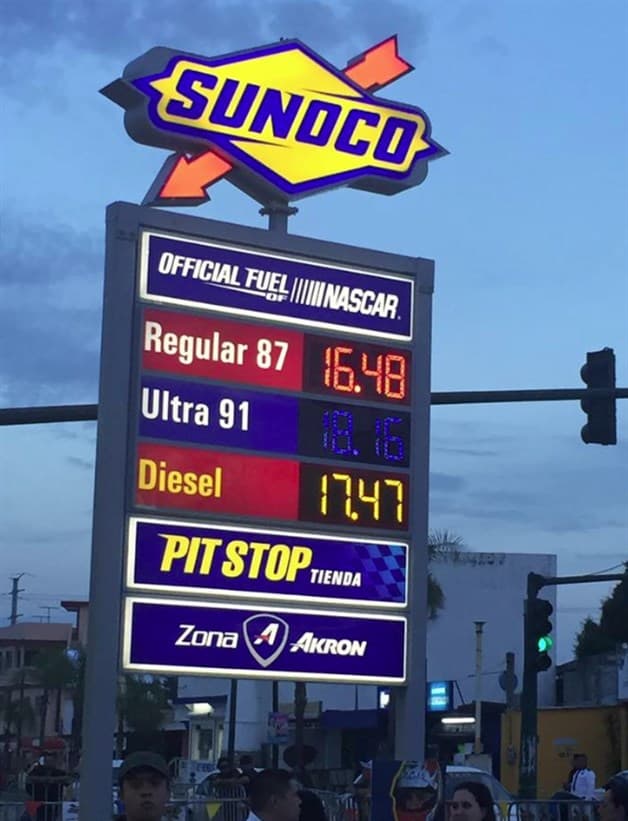 SUNOCO
OFFICIAL FUEL OF NASCAR
Regular 87 16.48
Ultra 91 18.16
Diesel 17.47
PIT STOP TIENDA
Zona A AKRON